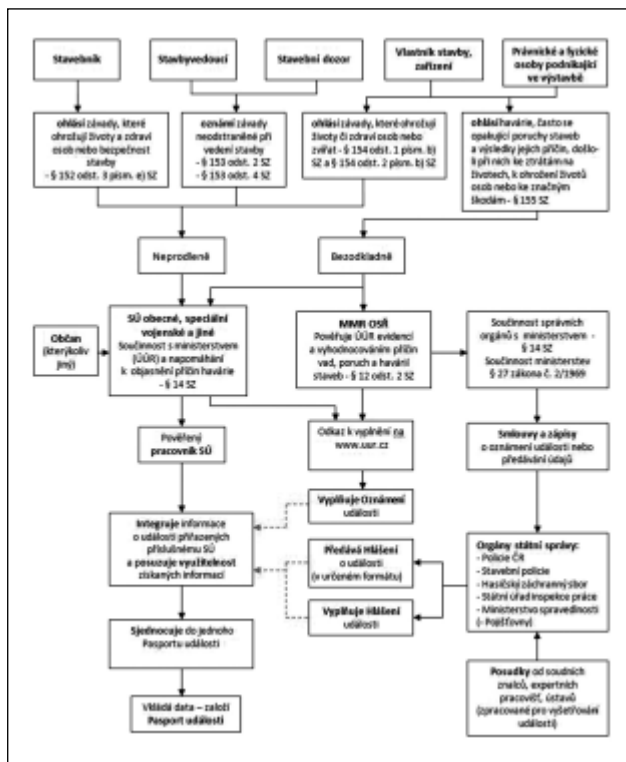 Stavebník
Stavbyvedoucí
Stavební dozor
Vlastník stavby,
zařízení
Právnické a fyzické
osoby podnikající
ve výstavbě
ohlásí závady, které
ohrožují životy a zdraví
osob nebo bezpečnost
stavby
- § 152 odst. 3 písm. e) SZ
oznámí závady
neodstraněné při
vedení stavby
- § 153 odst. 2 SZ
- § 153 odst. 4 SZ
ohlásí závady, které ohrožují
životy či zdraví osob nebo
zvířat - § 154 odst. 1 písm. b)
SZ a § 154 odst. 2 písm. b) SZ
ohlásí havárie, často se
opakující poruchy staveb
a výsledky jejich příčin, došlo-
li při nich ke ztrátám na
životech, k ohrožení životů
osob nebo ke značným
škodám - § 155 SZ
Neprodleně
Bezodkladně
Občan
(kterýkoliv
jiný)
SÚ obecné, speciální
vojenské a jiné
Součinnost s ministerstvem
(ÚÚR) a napomáhání
k objasnění příčin havárie
- § 14 SZ
MMR OSŘ
Pověřuje ÚÚR evidencí
a vyhodnocováním příčin
vad, poruch a havárií
staveb - § 12 odst. 2 SZ
Součinnost správních
orgánů s ministerstvem -
§ 14 SZ
Součinnost ministerstev
§ 27 zákona č. 2/1969
Pověřený
pracovník SÚ
Odkaz k vyplnění na
www.uur.cz
Smlouvy a zápisy
o oznámení události nebo
předávání údajů
Vyplňuje Oznámení
události
Integruje informace
o události přiřazených
příslušnému SÚ
a posuzuje využitelnost
získaných informací
Předává Hlášení
o události
(v určeném formátu)
Vyplňuje Hlášení
události
Orgány státní správy:
- Policie ČR
- Stavební policie
- Hasičský záchranný sbor
- Státní úřad inspekce práce
- Ministerstvo spravedlnosti
(- Pojišťovny)
Sjednocuje do jednoho
Pasportu události
Vkládá data – založí
Pasport události
Posudky od soudních
znalců, expertních
pracovišť, ústavů
(zpracované pro vyšetřování
události)